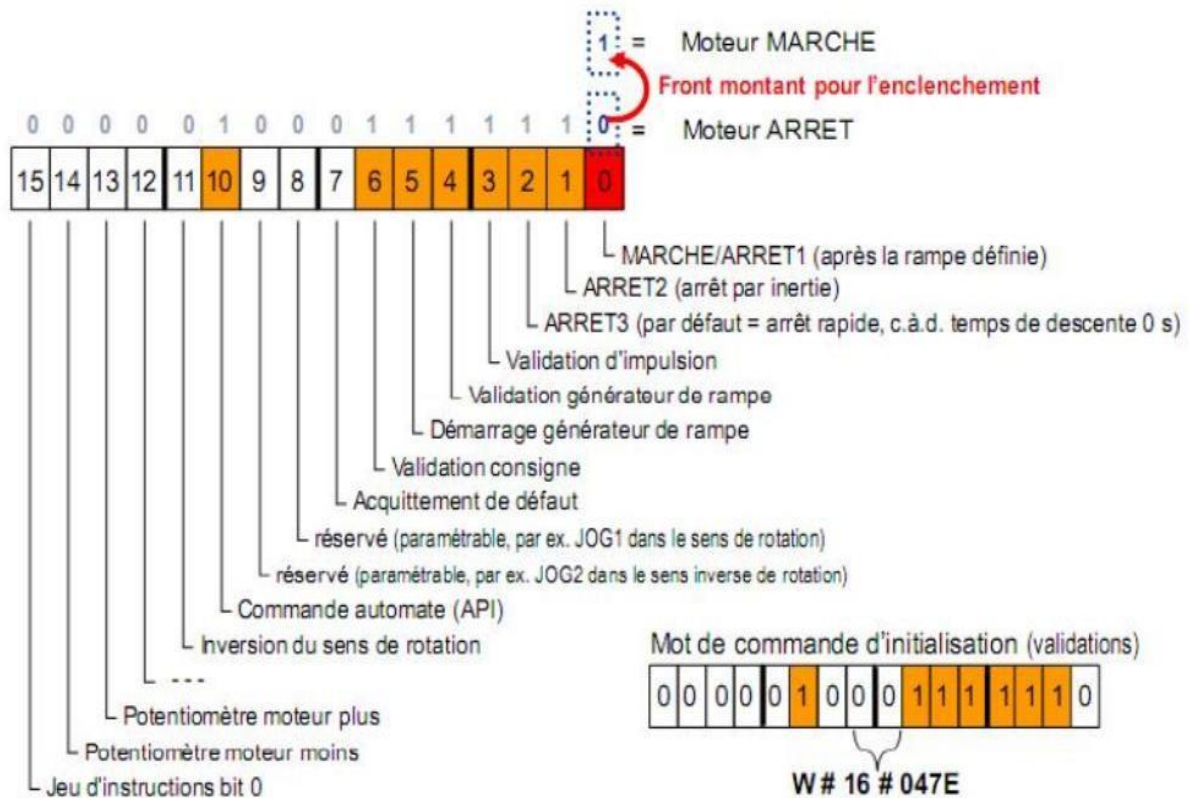 1 = Moteur MARCHE
Front montant pour l'enclenchement
0 0 0 0 0 1 0 0 0 1 1 1 1 1 1 0 = Moteur ARRET
15 14 13 12 11 10 9 8 7 6 5 4 3 2 1 0
MARCHE/ARRET1 (après la rampe définie)
ARRET2 (arrêt par inertie)
ARRET3 (par défaut = arrêt rapide, c.à.d. temps de descente 0 s)
Validation d'impulsion
Validation générateur de rampe
Démarrage générateur de rampe
Validation consigne
Acquittement de défaut
réservé (paramétrable, par ex. JOG1 dans le sens de rotation)
réservé (paramétrable, par ex. JOG2 dans le sens inverse de rotation)
Commande automate (API)
Inversion du sens de rotation
Mot de commande d'initialisation (validations)
----
0 0 0 0 0 1 0 0 0 1 1 1 1 1 1 0
Potentiomètre moteur plus
Potentiomètre moteur moins
Jeu d'instructions bit 0
W # 16 # 047E